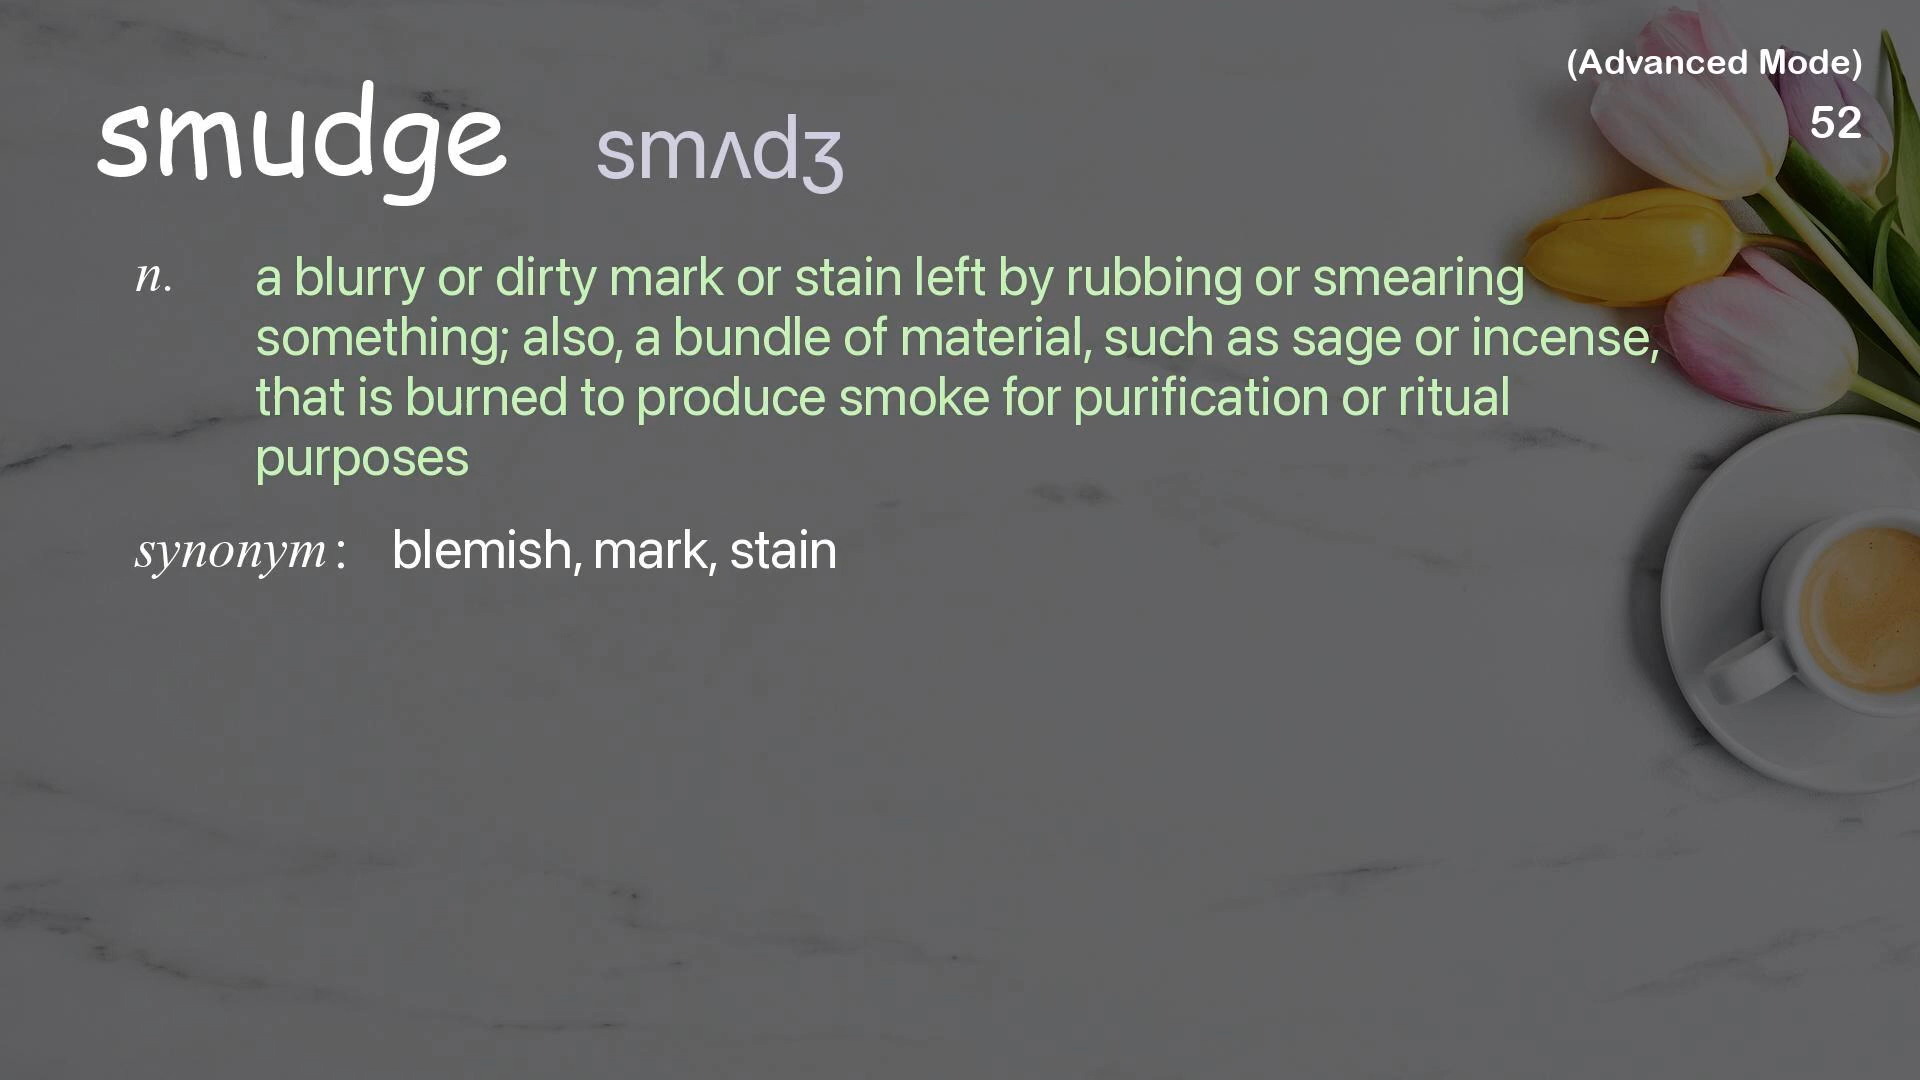 (Advanced Mode)
52
smudge smʌdʒ
n. a blurry or dirty mark or stain left by rubbing or smearing
something; also, a bundle of material, such as sage or incense,
that is burned to produce smoke for purification or ritual
purposes
synonym: blemish, mark, stain